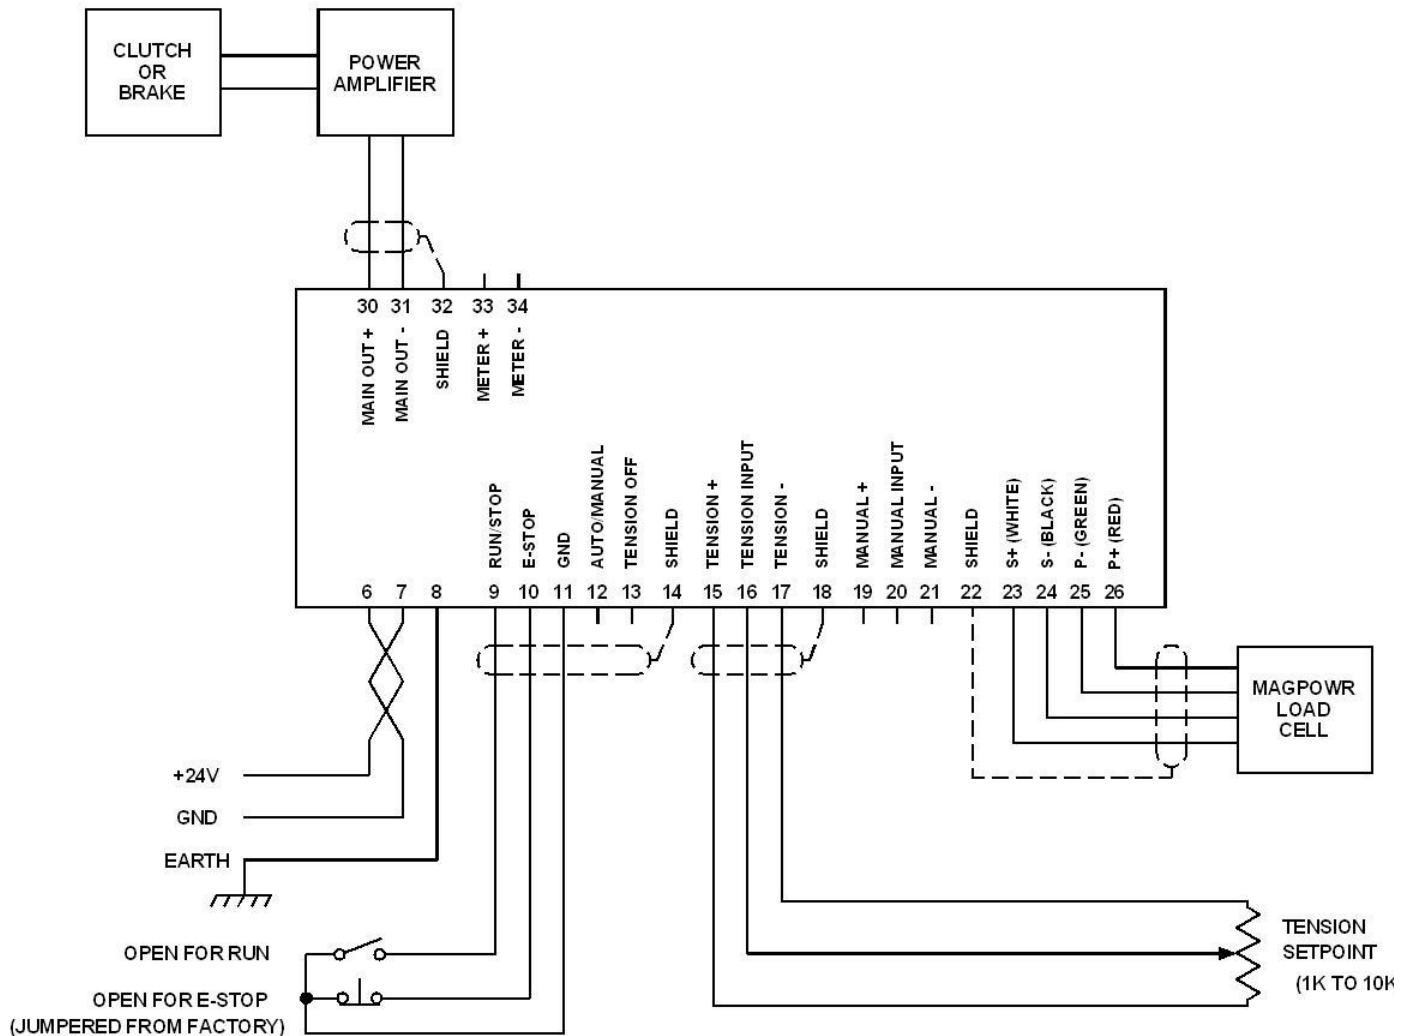 CLUTCH
OR
BRAKE
POWER
AMPLIFIER
30 31 32 33 34
MAIN OUT +
MAIN OUT -
SHIELD
METER +
METER -
RUN/STOP
E-STOP
GND
AUTO/MANUAL
TENSION OFF
SHIELD
TENSION +
TENSION INPUT
TENSION -
SHIELD
MANUAL +
MANUAL INPUT
MANUAL -
SHIELD
S+ (WHITE)
S- (BLACK)
P- (GREEN)
P+ (RED)
6 7 8 9 10 11 12 13 14 15 16 17 18 19 20 21 22 23 24 25 26
MAGPOWR
LOAD
CELL
+24V
GND
EARTH
OPEN FOR RUN
OPEN FOR E-STOP
(JUMPERED FROM FACTORY)
TENSION
SETPOINT
(1K TO 10K